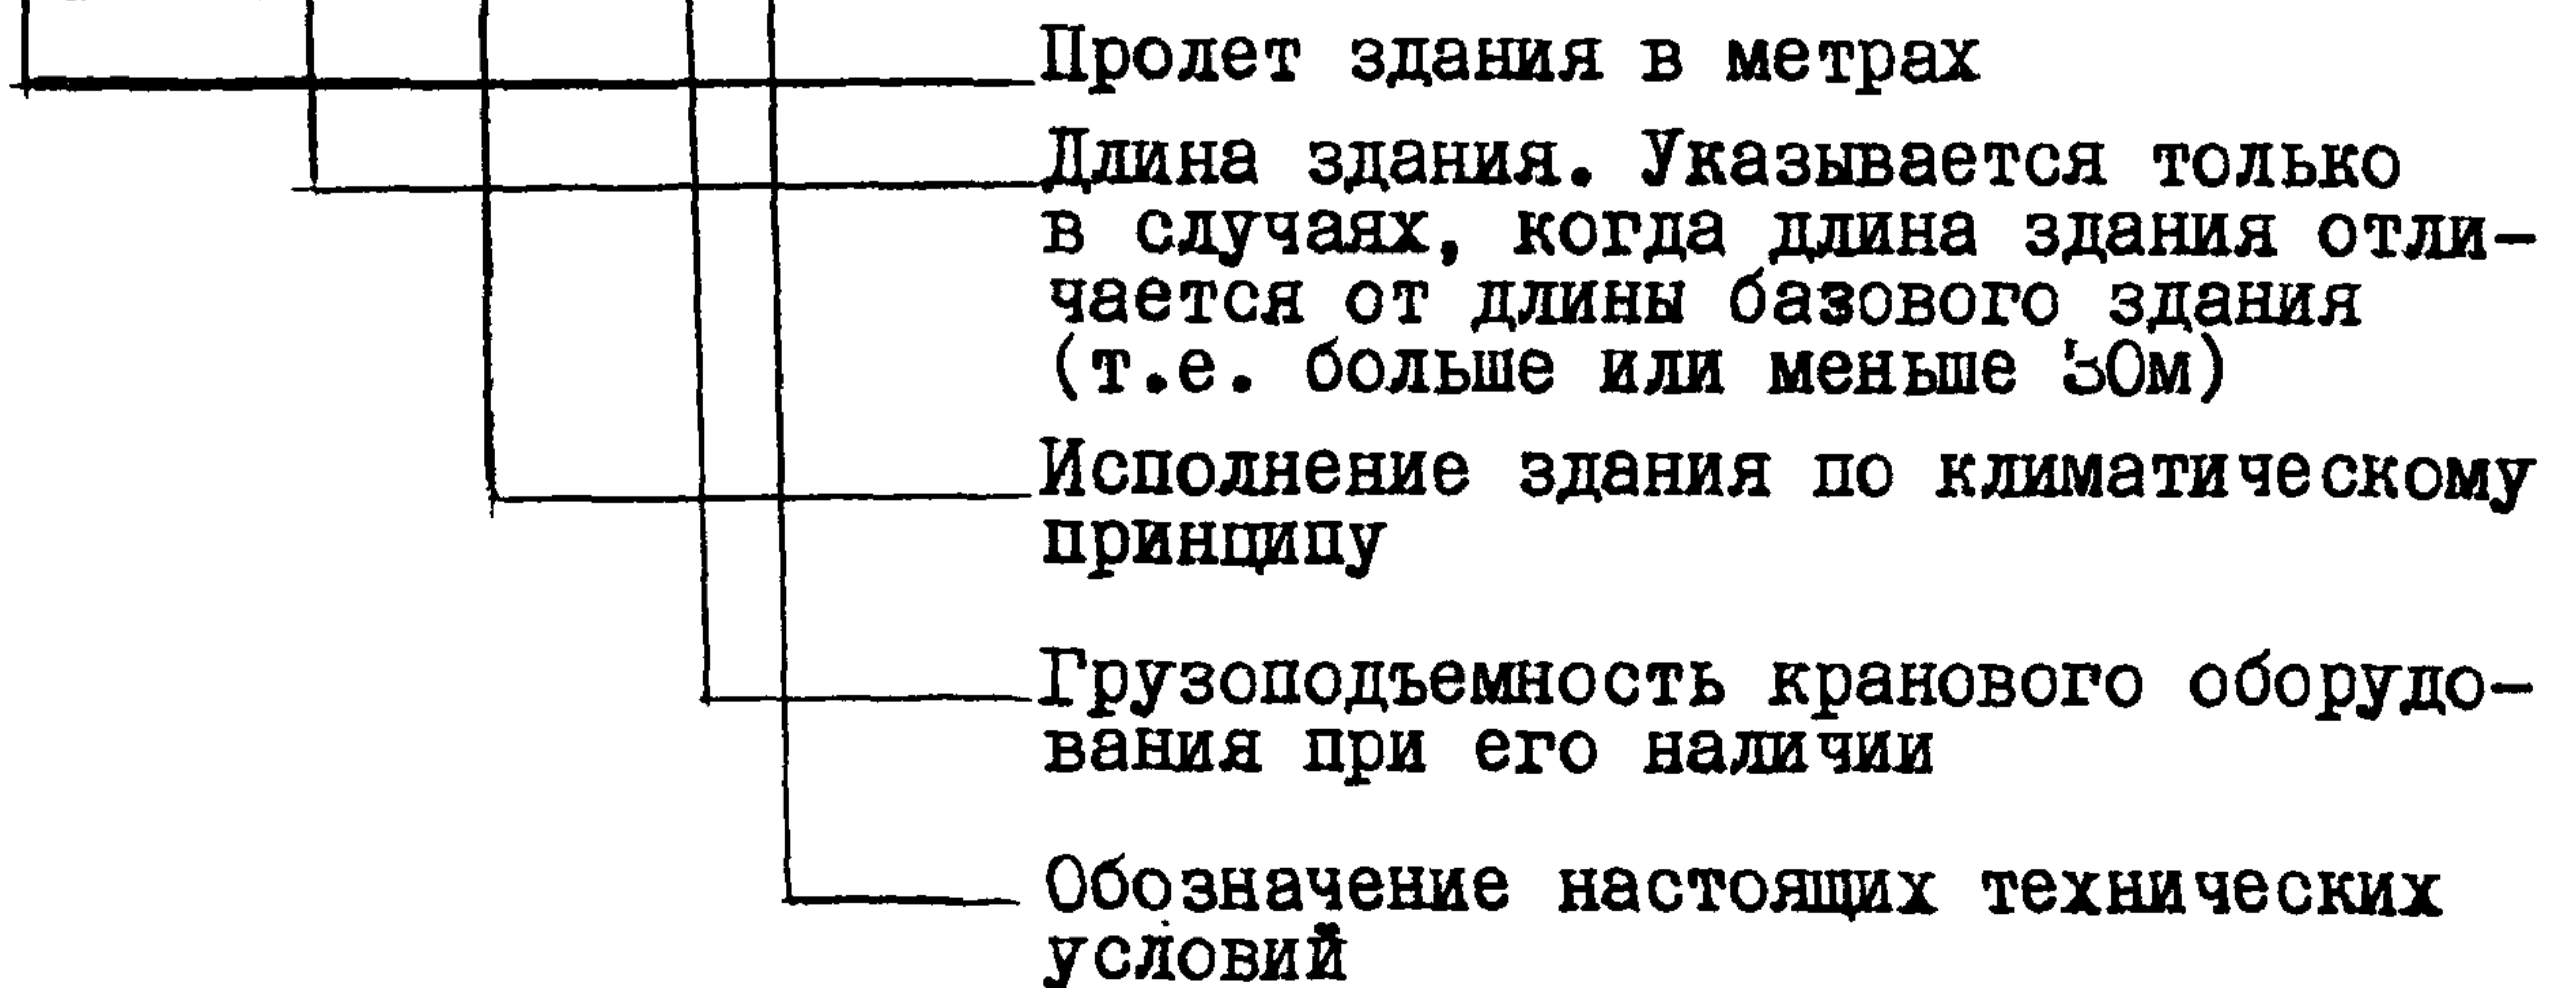 Пролет здания в метрах
Длина здания. Указывается только
в случаях, когда длина здания отли-
чается от длины базового здания
(т.е. больше или меньше 30м)
Исполнение здания по климатическому
принципу
Грузоподъемность кранового оборудо-
вания при его наличии
Обозначение настоящих технических
условий